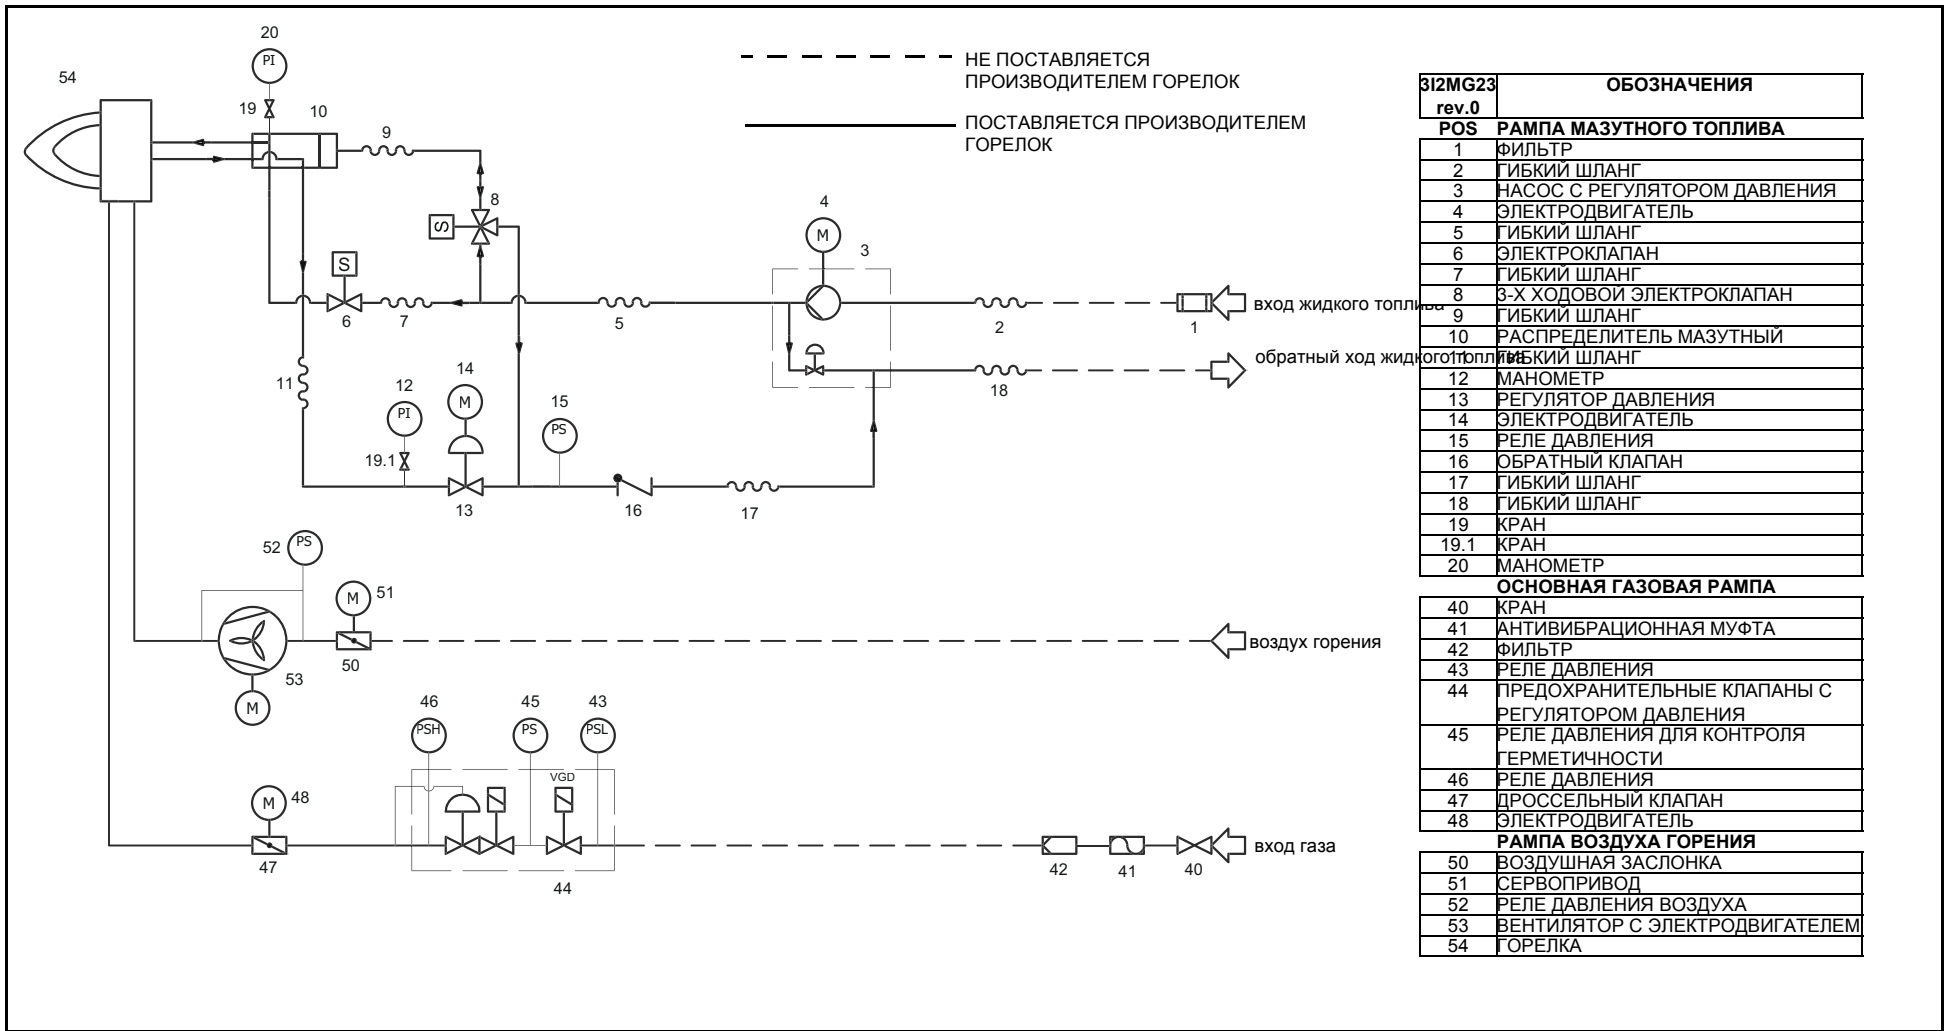 20
PI
54
19
10
9
НЕ ПОСТАВЛЯЕТСЯ
ПРОИЗВОДИТЕЛЕМ ГОРЕЛОК
ПОСТАВЛЯЕТСЯ ПРОИЗВОДИТЕЛЕМ
ГОРЕЛОК
8
S
4
M
3
S
6
7
5
2
1
вход жидкого топлива
обратный ход жидкого топлива
18
11
12
PI
19.1
14
M
13
15
PS
16
17
52
PS
M
51
50
53
M
воздух горения
46
PSH
45
PS
43
PSL
VGD
M
48
47
44
42
41
40
вход газа
3I2MG23 ОБОЗНАЧЕНИЯ
rev.0
POS РАМПА МАЗУТНОГО ТОПЛИВА
1 ФИЛЬТР
2 ГИБКИЙ ШЛАНГ
3 НАСОС С РЕГУЛЯТОРОМ ДАВЛЕНИЯ
4 ЭЛЕКТРОДВИГАТЕЛЬ
5 ГИБКИЙ ШЛАНГ
6 ЭЛЕКТРОКЛАПАН
7 ГИБКИЙ ШЛАНГ
8 3-Х ХОДОВОЙ ЭЛЕКТРОКЛАПАН
9 ГИБКИЙ ШЛАНГ
10 РАСПРЕДЕЛИТЕЛЬ МАЗУТНЫЙ
11 ГИБКИЙ ШЛАНГ
12 МАНОМЕТР
13 РЕГУЛЯТОР ДАВЛЕНИЯ
14 ЭЛЕКТРОДВИГАТЕЛЬ
15 РЕЛЕ ДАВЛЕНИЯ
16 ОБРАТНЫЙ КЛАПАН
17 ГИБКИЙ ШЛАНГ
18 ГИБКИЙ ШЛАНГ
19 КРАН
19.1 КРАН
20 МАНОМЕТР
ОСНОВНАЯ ГАЗОВАЯ РАМПА
40 КРАН
41 АНТИВИБРАЦИОННАЯ МУФТА
42 ФИЛЬТР
43 РЕЛЕ ДАВЛЕНИЯ
44 ПРЕДОХРАНИТЕЛЬНЫЕ КЛАПАНЫ С
РЕГУЛЯТОРОМ ДАВЛЕНИЯ
45 РЕЛЕ ДАВЛЕНИЯ ДЛЯ КОНТРОЛЯ
ГЕРМЕТИЧНОСТИ
46 РЕЛЕ ДАВЛЕНИЯ
47 ДРОССЕЛЬНЫЙ КЛАПАН
48 ЭЛЕКТРОДВИГАТЕЛЬ
РАМПА ВОЗДУХА ГОРЕНИЯ
50 ВОЗДУШНАЯ ЗАСЛОНКА
51 СЕРВОПРИВОД
52 РЕЛЕ ДАВЛЕНИЯ ВОЗДУХА
53 ВЕНТИЛЯТОР С ЭЛЕКТРОДВИГАТЕЛЕМ
54 ГОРЕЛКА